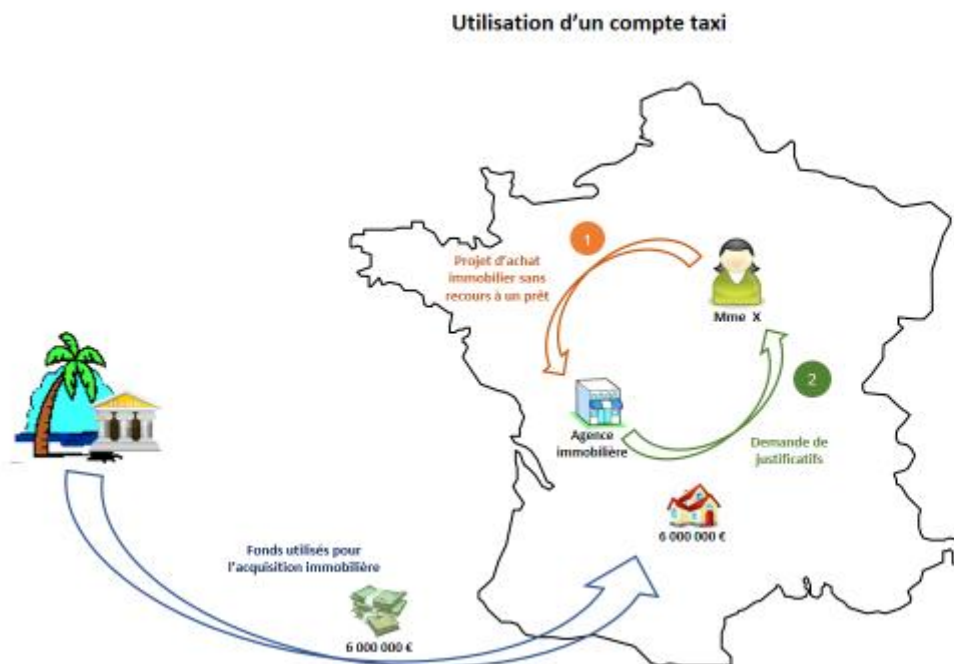 Utilisation d'un compte taxi
1
Projet d'achat
immobilier sans
recours à un prêt
Mme X
2
Agence
immobilière
Demande de
justificatifs
6 000 000 €
Fonds utilisés pour
l'acquisition immobilière
6 000 000 €